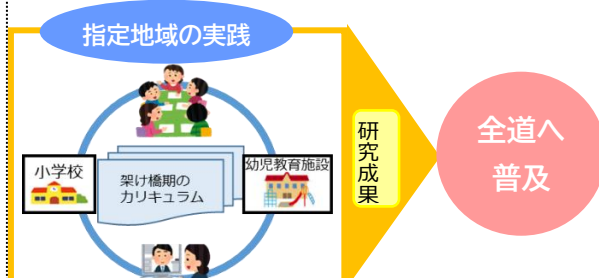 指定地域の実践
小学校
架け橋期の
カリキュラム
幼児教育施設
研究成果
全道へ
普及